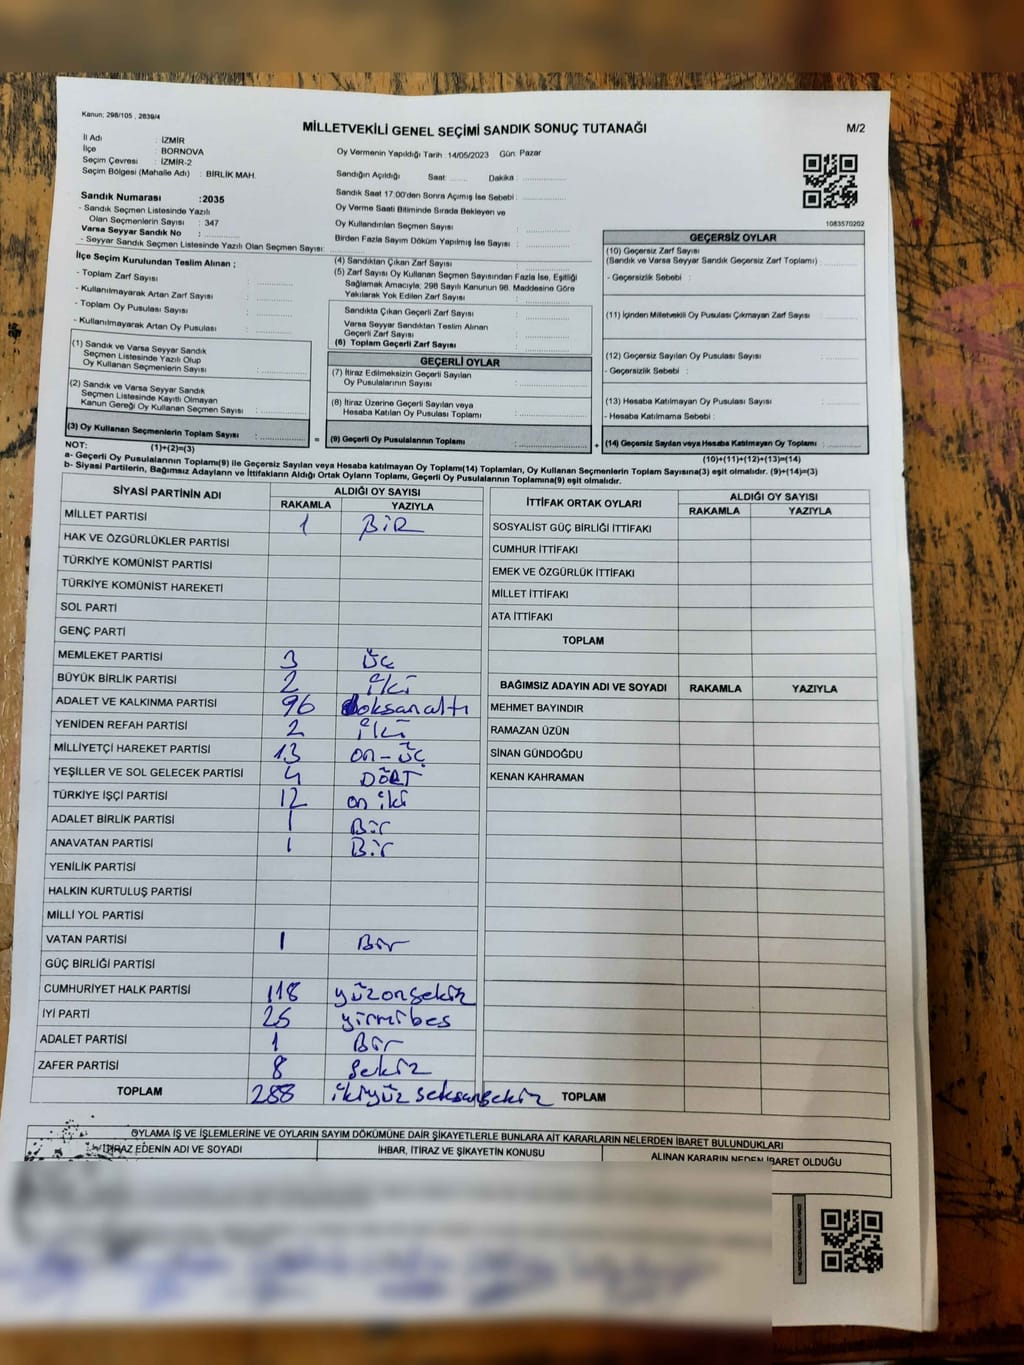 Kanun: 298/105 , 2839/4
MİLLETVEKİLİ GENEL SEÇİMİ SANDIK SONUÇ TUTANAĞI
M/2
İl Adı : İZMİR
İlçe : BORNOVA
Seçim Çevresi : İZMİR-2
Seçim Bölgesi (Mahalle Adı) : BİRLİK MAH.
Oy Vermenin Yapıldığı Tarih :14/05/2023 Gün: Pazar
Sandığın Açıldığı Saat: ........ Dakika : ................
Sandık Saat 17:00'den Sonra Açımış İse Sebebi : ................
Oy Verme Saati Bitiminde Sırada Bekleyen ve
Oy Kullandırılan Seçmen Sayısı : ................
Birden Fazla Sayım Döküm Yapılmış İse Sayısı : ................
1083570202
Sandık Numarası :2035
- Sandık Seçmen Listesinde Yazılı
Olan Seçmenlerin Sayısı : 347
Varsa Seyyar Sandık No : ................
- Seyyar Sandık Seçmen Listesinde Yazılı Olan Seçmen Sayısı: ................
İlçe Seçim Kurulundan Teslim Alınan ;
- Toplam Zarf Sayısı : ................
- Kullanılmayarak Artan Zarf Sayısı : ................
- Toplam Oy Pusulası Sayısı : ................
- Kullanılmayarak Artan Oy Pusulası : ................
(1) Sandık ve Varsa Seyyar Sandık
Seçmen Listesinde Yazılı Olup
Oy Kullanan Seçmenlerin Sayısı : ................
(2) Sandık ve Varsa Seyyar Sandık
Seçmen Listesinde Kayıtlı Olmayan
Kanun Gereği Oy Kullanan Seçmen Sayısı : ................
(3) Oy Kullanan Seçmenlerin Toplam Sayısı : ................
(1)+(2)=(3)
(4) Sandıktan Çıkan Zarf Sayısı : ................
(5) Zarf Sayısı Oy Kullanan Seçmen Sayısından Fazla İse, Eşitliği
Sağlamak Amacıyla; 298 Sayılı Kanunun 98. Maddesine Göre
Yakılarak Yok Edilen Zarf Sayısı : ................
Sandıkta Çıkan Geçerli Zarf Sayısı : ................
Varsa Seyyar Sandıktan Teslim Alınan
Geçerli Zarf Sayısı : ................
(6) Toplam Geçerli Zarf Sayısı : ................
GEÇERLİ OYLAR
(7) İtiraz Edilmeksizin Geçerli Sayılan
Oy Pusulalarının Sayısı : ................
(8) İtiraz Üzerine Geçerli Sayılan veya
Hesaba Katılan Oy Pusulası Toplamı : ................
= (9) Geçerli Oy Pusulalarının Toplamı : ................ +
GEÇERSİZ OYLAR
(10) Geçersiz Zarf Sayısı
(Sandık ve Varsa Seyyar Sandık Geçersiz Zarf Toplamı) : ................
- Geçersizlik Sebebi :
(11) İçinden Milletvekili Oy Pusulası Çıkmayan Zarf Sayısı : ................
(12) Geçersiz Sayılan Oy Pusulası Sayısı : ................
- Geçersizlik Sebebi :
(13) Hesaba Katılmayan Oy Pusulası Sayısı : ................
- Hesaba Katılmama Sebebi :
(14) Geçersiz Sayılan veya Hesaba Katılmayan Oy Toplamı : ................
(10)+(11)+(12)+(13)=(14)
NOT:
a- Geçerli Oy Pusulalarının Toplamı(9) ile Geçersiz Sayılan veya Hesaba katılmayan Oy Toplamı(14) Toplamları, Oy Kullanan Seçmenlerin Toplam Sayısına(3) eşit olmalıdır. (9)+(14)=(3)
b- Siyasi Partilerin, Bağımsız Adayların ve İttifakların Aldığı Ortak Oyların Toplamı, Geçerli Oy Pusulalarının Toplamına(9) eşit olmalıdır.
SİYASİ PARTİNİN ADI ALDIĞI OY SAYISI
RAKAMLA YAZIYLA
MİLLET PARTİSİ 1 BİR
HAK VE ÖZGÜRLÜKLER PARTİSİ
TÜRKİYE KOMÜNİST PARTİSİ
TÜRKİYE KOMÜNİST HAREKETİ
SOL PARTİ
GENÇ PARTİ
MEMLEKET PARTİSİ 3 üç
BÜYÜK BİRLİK PARTİSİ 2 iki
ADALET VE KALKINMA PARTİSİ 96 doksanaltı
YENİDEN REFAH PARTİSİ 2 iki
MİLLİYETÇİ HAREKET PARTİSİ 13 on-üç
YEŞİLLER VE SOL GELECEK PARTİSİ 4 DÖRT
TÜRKİYE İŞÇİ PARTİSİ 12 on iki
ADALET BİRLİK PARTİSİ 1 Bir
ANAVATAN PARTİSİ 1 Bir
YENİLİK PARTİSİ
HALKIN KURTULUŞ PARTİSİ
MİLLİ YOL PARTİSİ
VATAN PARTİSİ 1 Bir
GÜÇ BİRLİĞİ PARTİSİ
CUMHURİYET HALK PARTİSİ 118 yüzonsekiz
İYİ PARTİ 25 yirmibes
ADALET PARTİSİ 1 Bir
ZAFER PARTİSİ 8 Sekiz
TOPLAM 288 ikiyüz seksansekiz
İTTİFAK ORTAK OYLARI ALDIĞI OY SAYISI
RAKAMLA YAZIYLA
SOSYALİST GÜÇ BİRLİĞİ İTTİFAKI
CUMHUR İTTİFAKI
EMEK VE ÖZGÜRLÜK İTTİFAKI
MİLLET İTTİFAKI
ATA İTTİFAKI
TOPLAM
BAĞIMSIZ ADAYIN ADI VE SOYADI RAKAMLA YAZIYLA
MEHMET BAYINDIR
RAMAZAN ÜZÜN
SİNAN GÜNDOĞDU
KENAN KAHRAMAN
TOPLAM
OYLAMA İŞ VE İŞLEMLERİNE VE OYLARIN SAYIM DÖKÜMÜNE DAİR ŞİKAYETLERLE BUNLARA AİT KARARLARIN NELERDEN İBARET BULUNDUKLARI
İTİRAZ EDENİN ADI VE SOYADI İHBAR, İTİRAZ VE ŞİKAYETİN KONUSU ALINAN KARARIN NEDEN İBARET OLDUĞU